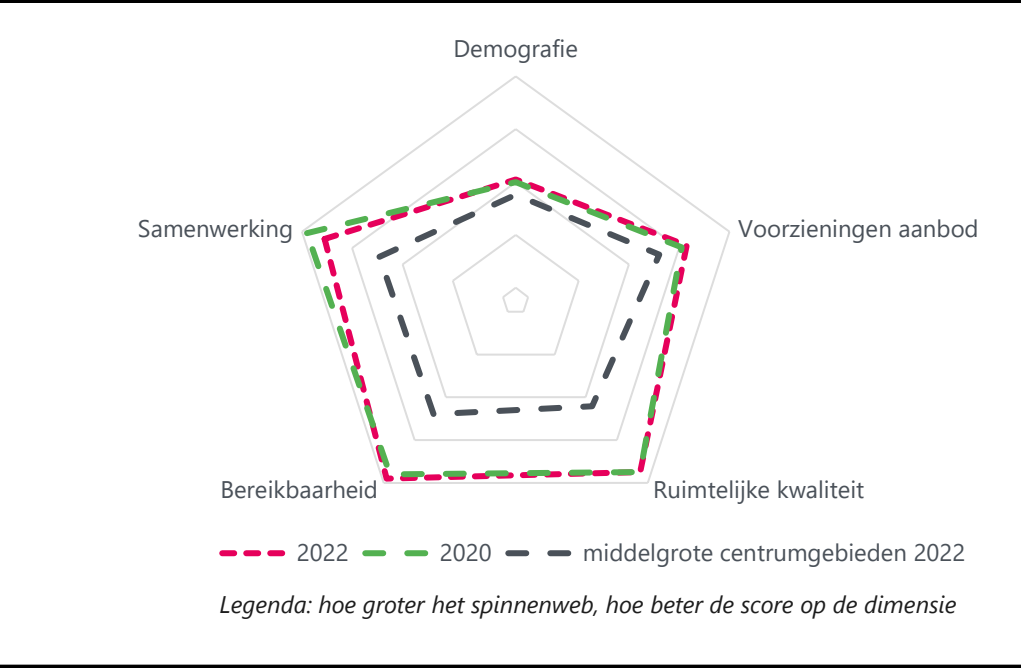 Demografie
Samenwerking
Voorzieningen aanbod
Bereikbaarheid
Ruimtelijke kwaliteit
2022 2020 middelgrote centrumgebieden 2022
Legenda: hoe groter het spinnenweb, hoe beter de score op de dimensie